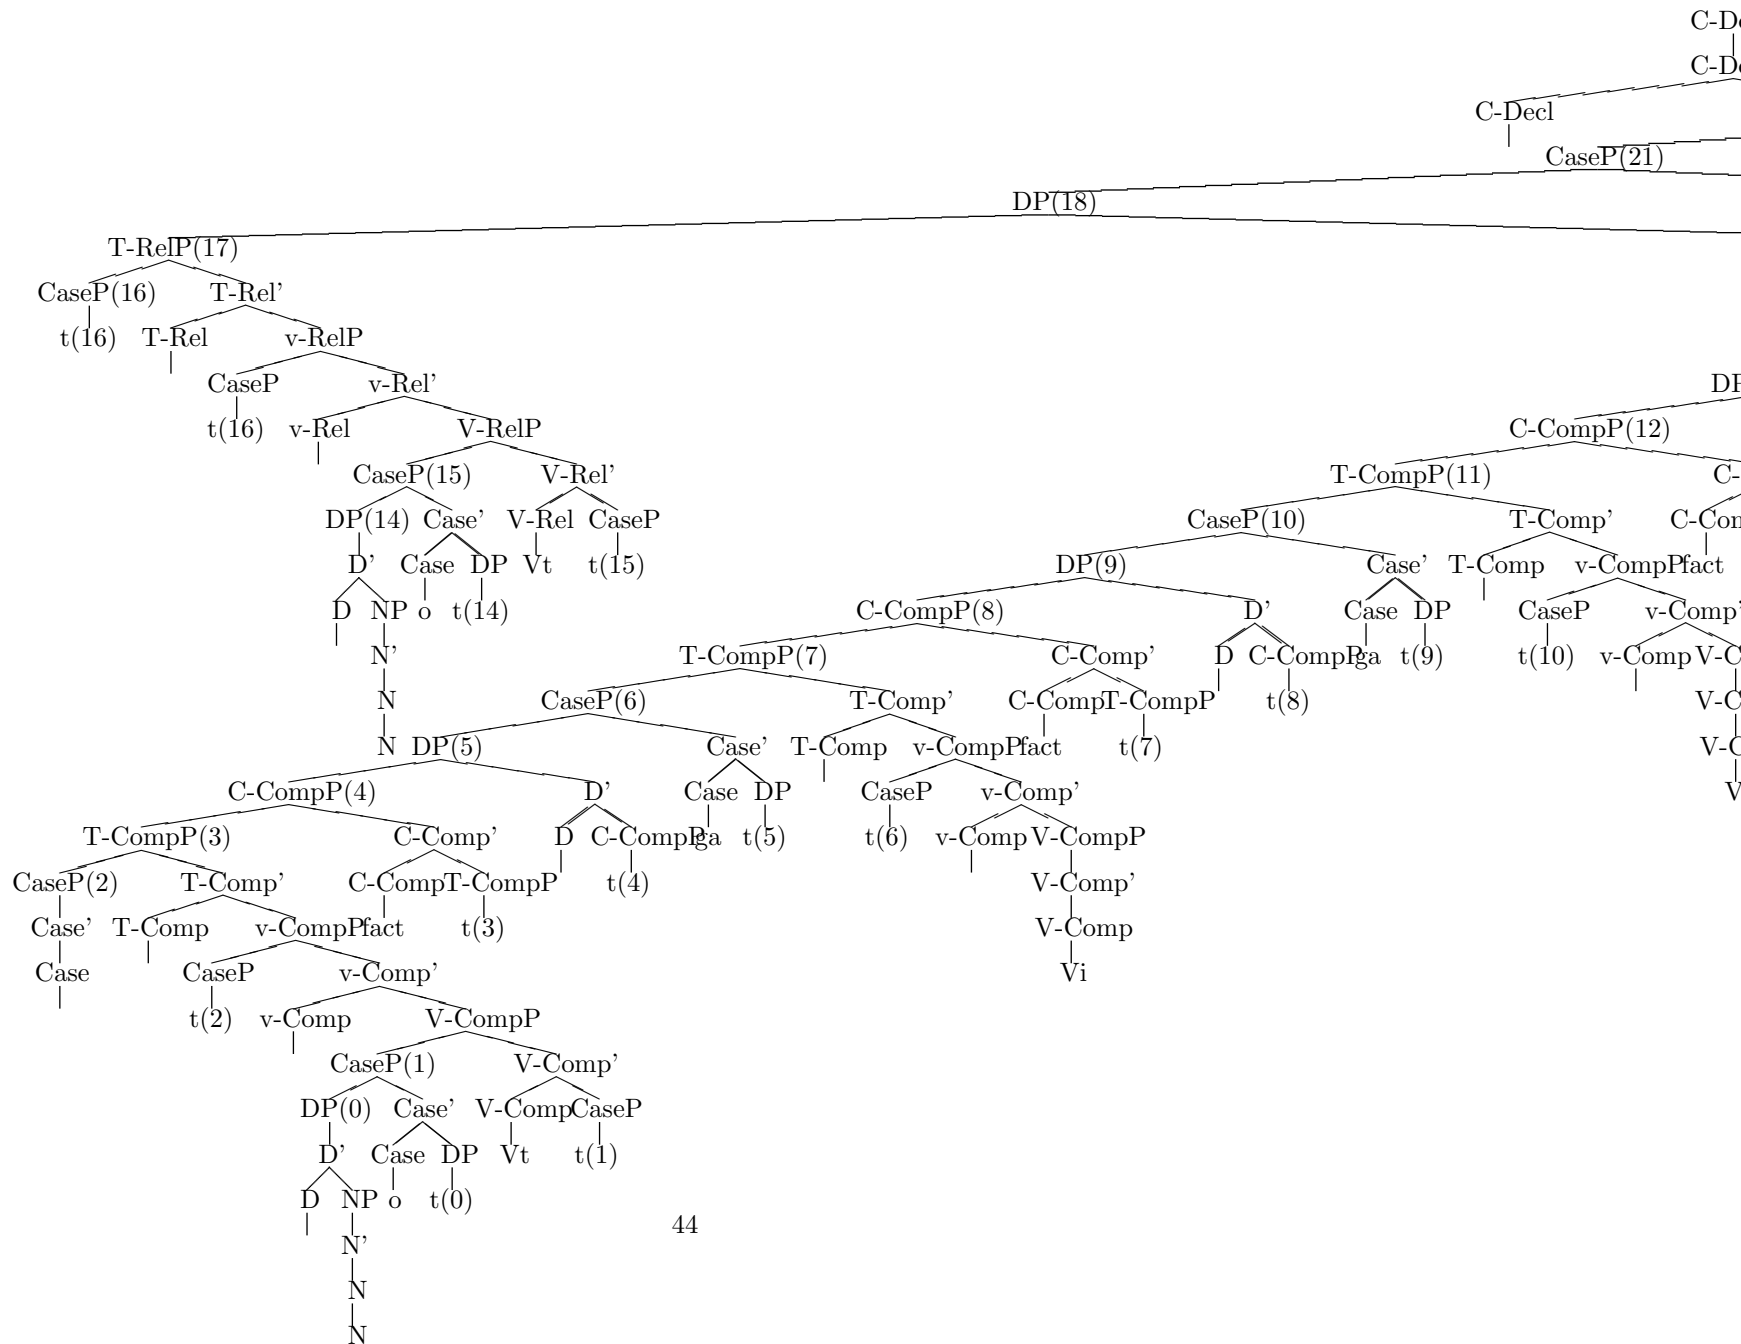 C-De
C-De
C-Decl
CaseP(21)
DP(18)
T-RelP(17)
CaseP(16) T-Rel'
t(16) T-Rel v-RelP
CaseP v-Rel' DP
t(16) v-Rel V-RelP C-CompP(12)
CaseP(15) V-Rel' T-CompP(11) C-
DP(14) Case' V-Rel CaseP CaseP(10) T-Comp' C-Com
D' Case DP Vt t(15) DP(9) Case' T-Comp v-CompP fact
D NP o t(14) C-CompP(8) D' Case DP CaseP v-Comp'
N' T-CompP(7) C-Comp' D C-CompP ga t(9) t(10) v-Comp V-C
N CaseP(6) T-Comp' C-Comp T-CompP t(8) V-C
N DP(5) Case' T-Comp v-CompP fact t(7) V-C
C-CompP(4) D' Case DP CaseP v-Comp' V
T-CompP(3) C-Comp' D C-CompP ga t(5) t(6) v-Comp V-CompP
CaseP(2) T-Comp' C-Comp T-CompP t(4) V-Comp'
Case' T-Comp v-CompP fact t(3) V-Comp
Case CaseP v-Comp' Vi
t(2) v-Comp V-CompP
CaseP(1) V-Comp'
DP(0) Case' V-Comp CaseP
D' Case DP Vt t(1)
D NP o t(0)
44
N'
N
N